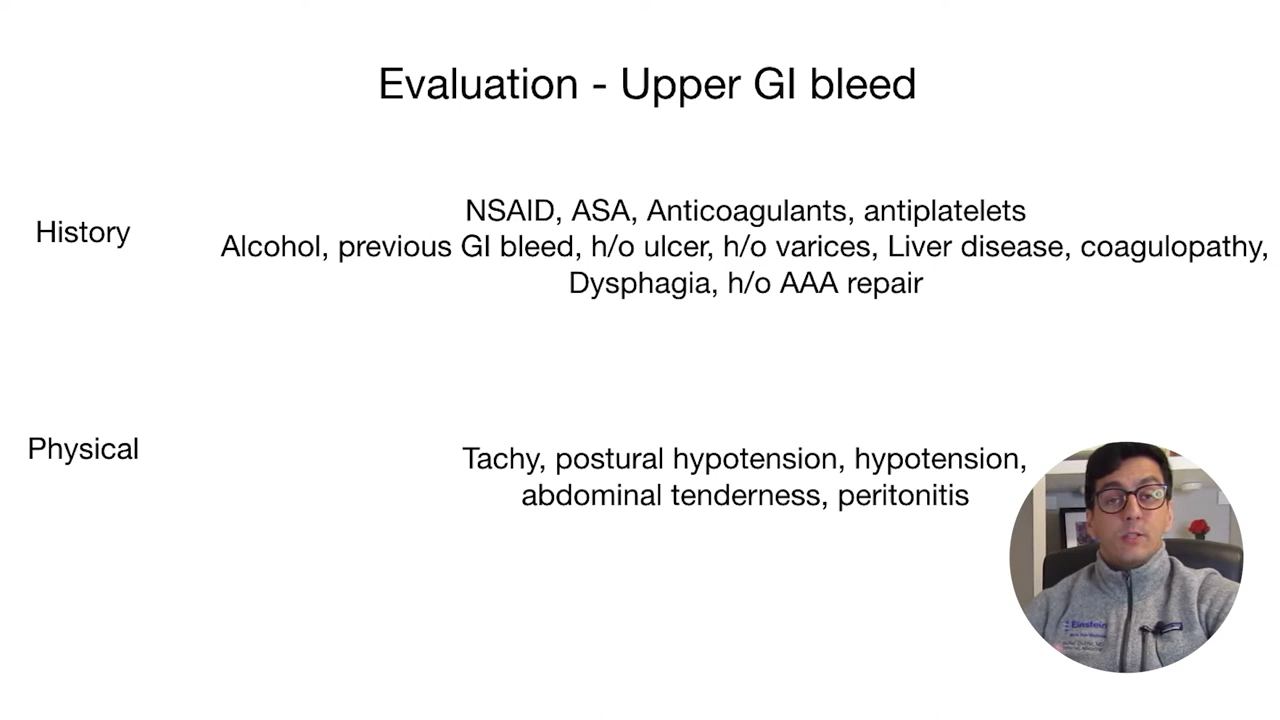 Evaluation - Upper GI bleed
History
NSAID, ASA, Anticoagulants, antiplatelets
Alcohol, previous GI bleed, h/o ulcer, h/o varices, Liver disease, coagulopathy,
Dysphagia, h/o AAA repair
Physical
Tachy, postural hypotension, hypotension,
abdominal tenderness, peritonitis
Einstein